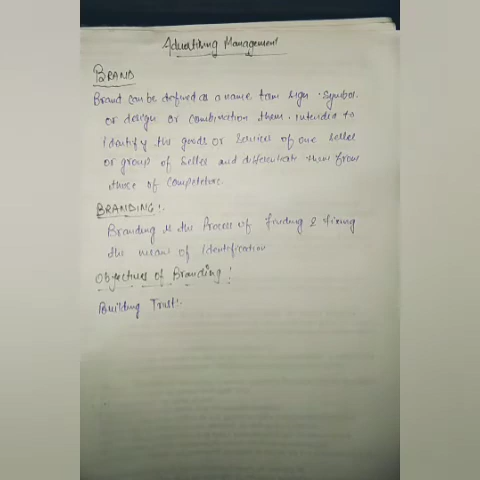 Advertising Management
BRAND
Brand can be defined as a name term sign . Symbol
or design or combination them . intended to
identify the goods or services of one seller
or group of seller and differentiate them from
those of competetors.
BRANDING:-
Branding is the Process of finding & fixing
the means of identification
Objectives of Branding:
Building Trust:-